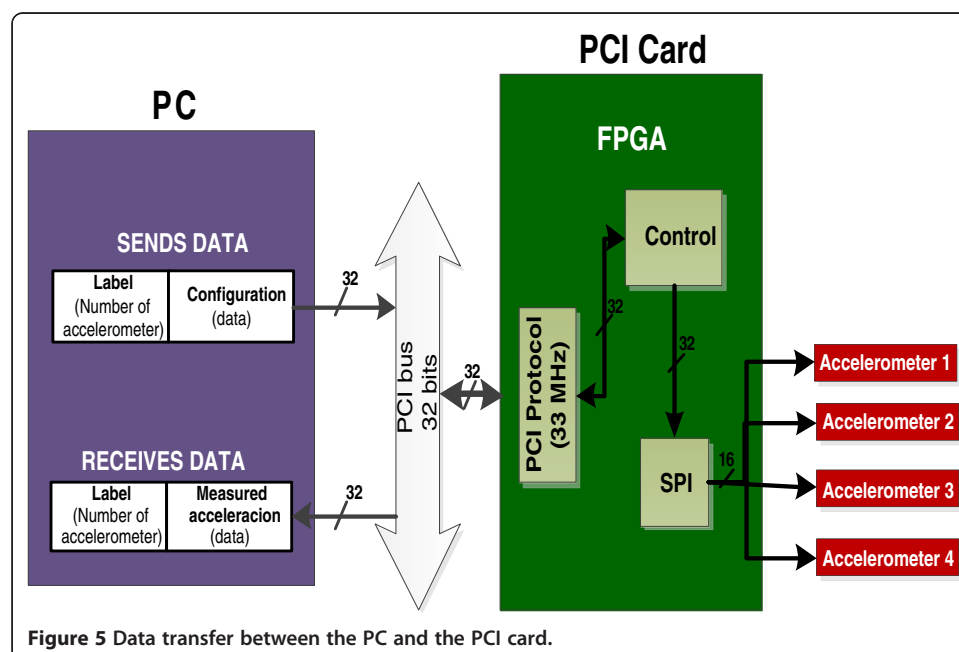 PC
PCI Card
FPGA
SENDS DATA
Label
(Number of
accelerometer)
Configuration
(data)
32
RECEIVES DATA
Label
(Number of
accelerometer)
Measured
acceleracion
(data)
32
PCI bus
32 bits
32
PCI Protocol
(33 MHz)
32
Control
32
SPI
16
Accelerometer 1
Accelerometer 2
Accelerometer 3
Accelerometer 4
Figure 5 Data transfer between the PC and the PCI card.